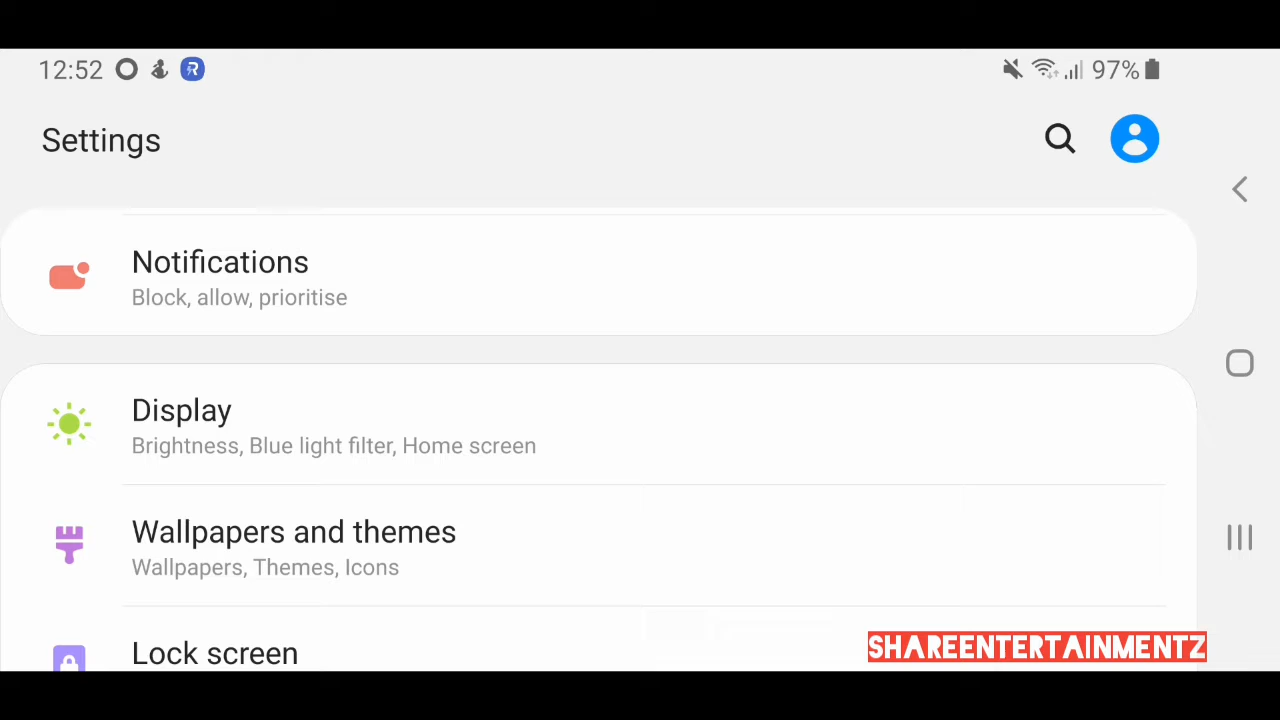 12:52
97%
Settings
Notifications
Block, allow, prioritise
Display
Brightness, Blue light filter, Home screen
Wallpapers and themes
Wallpapers, Themes, Icons
Lock screen
SHAREENTERTAINMENTZ